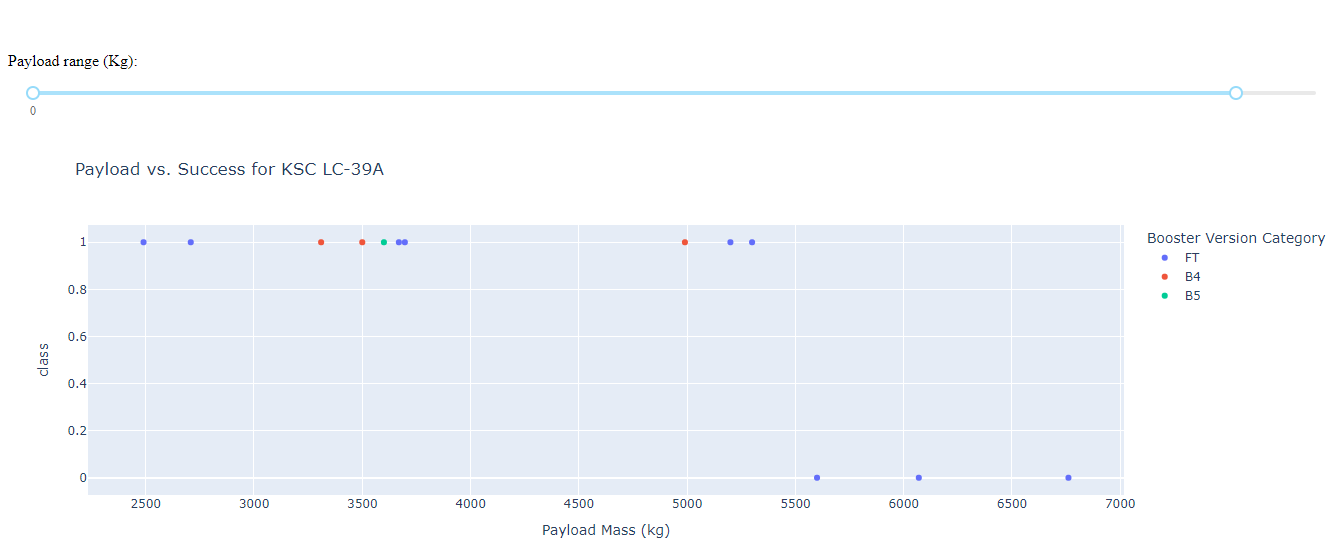 Payload range (Kg):
0
Payload vs. Success for KSC LC-39A
Booster Version Category
FT
B4
B5
class
1
0.8
0.6
0.4
0.2
0
2500 3000 3500 4000 4500 5000 5500 6000 6500 7000
Payload Mass (kg)